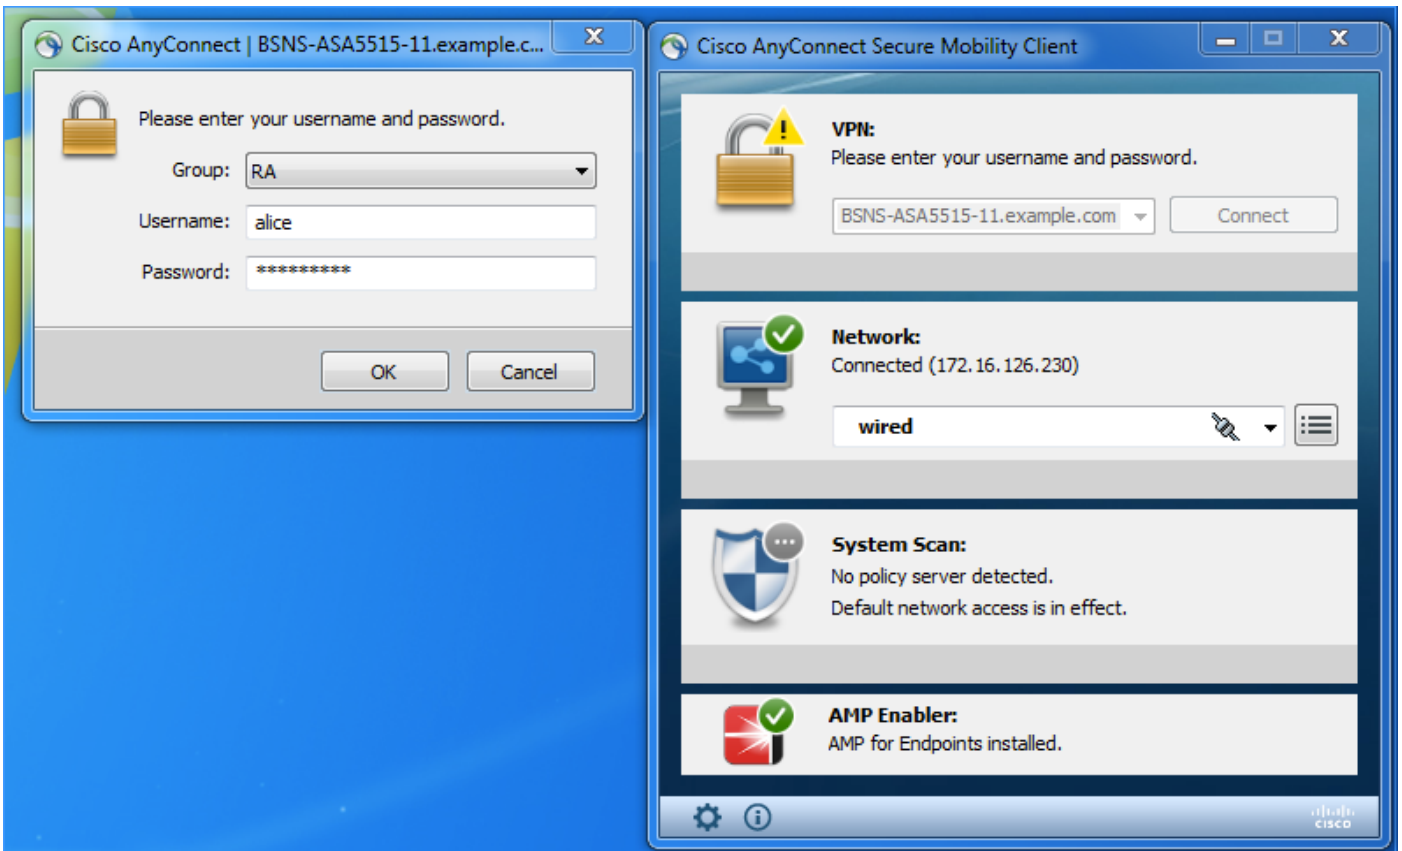 Cisco AnyConnect | BSNS-ASA5515-11.example.c...
Please enter your username and password.
Group: RA
Username: alice
Password: *********
OK Cancel
Cisco AnyConnect Secure Mobility Client
VPN:
Please enter your username and password.
BSNS-ASA5515-11.example.com Connect
Network:
Connected (172.16.126.230)
wired
System Scan:
No policy server detected.
Default network access is in effect.
AMP Enabler:
AMP for Endpoints installed.
CISCO